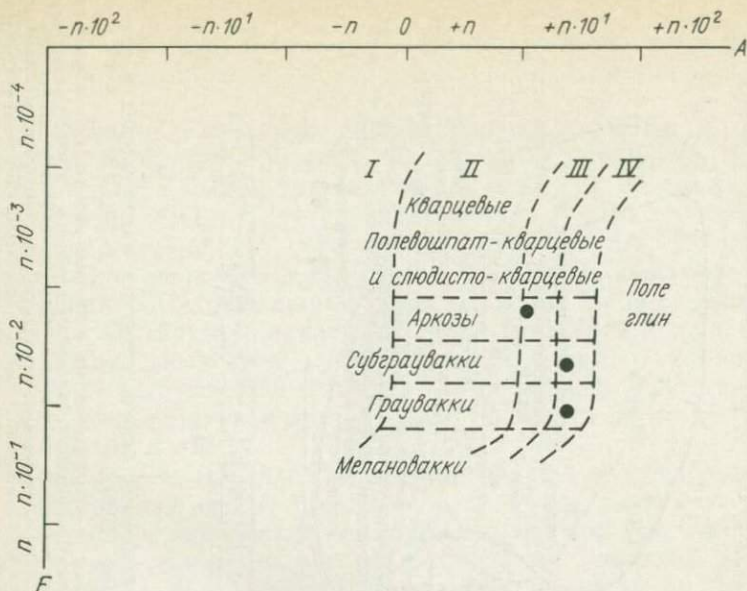 −n·10² −n·10¹ −n 0 +n +n·10¹ +n·10²
A
n·10⁻⁴
n·10⁻³
n·10⁻²
n·10⁻¹
n
F
I II III IV
Кварцевые
Полевошпат-кварцевые
и слюдисто-кварцевые
Поле
глин
Аркозы
Субграувакки
Граувакки
Мелановакки